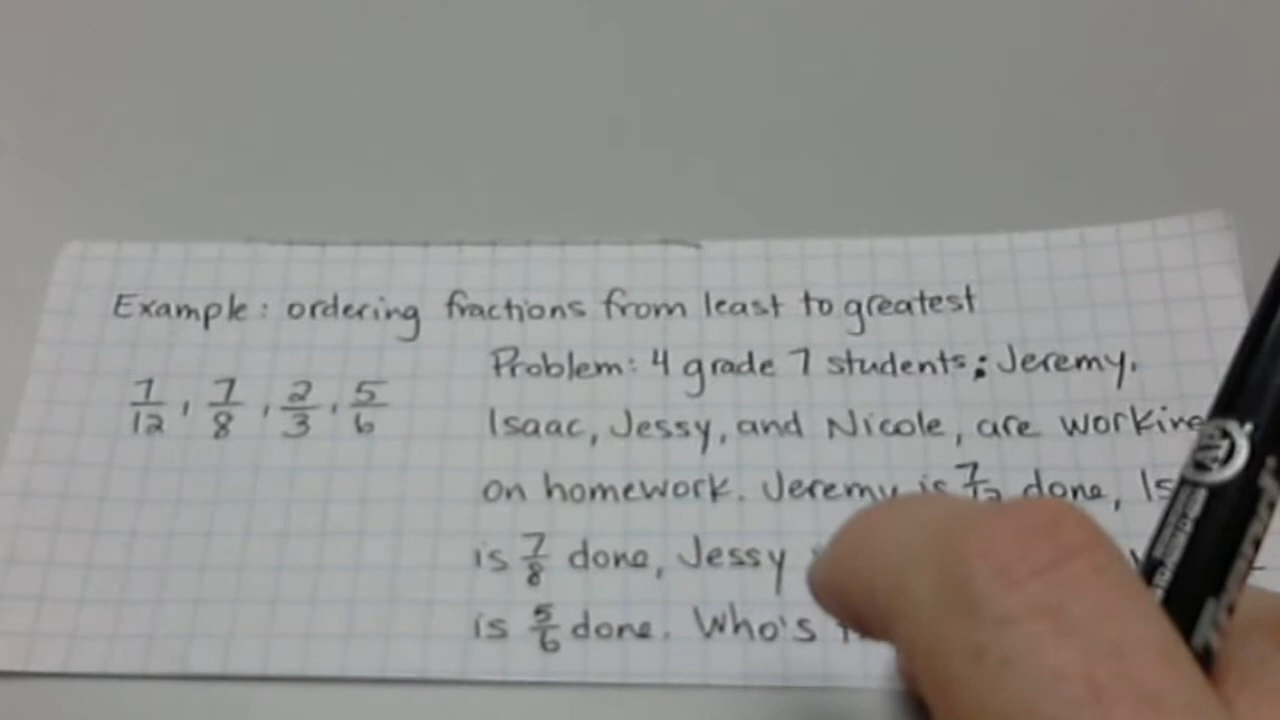 Example: ordering fractions from least to greatest
7/12, 7/8, 2/3, 5/6
Problem: 4 grade 7 students: Jeremy,
Isaac, Jessy, and Nicole, are working
on homework. Jeremy is 7/12 done,
is 7/8 done, Jessy
is 5/6 done. Who's